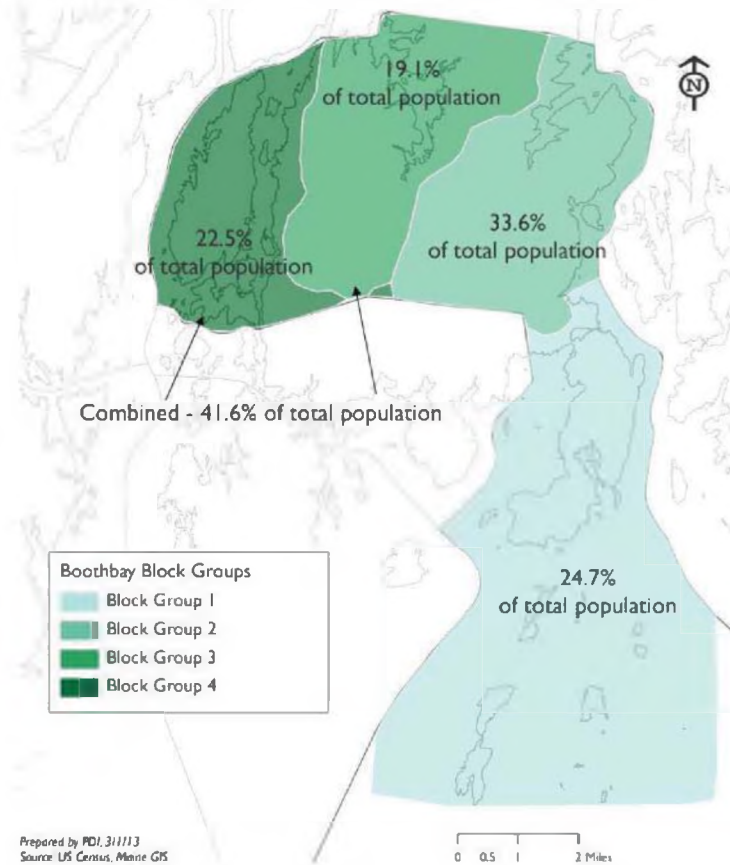 19.1%
of total population
N
22.5%
of total population
33.6%
of total population
Combined - 41.6% of total population
24.7%
of total population
Boothbay Block Groups
Block Group 1
Block Group 2
Block Group 3
Block Group 4
Prepared by PDI, 3/1/13
Source US Census, Maine GIS
0 0.5 1 2 Miles